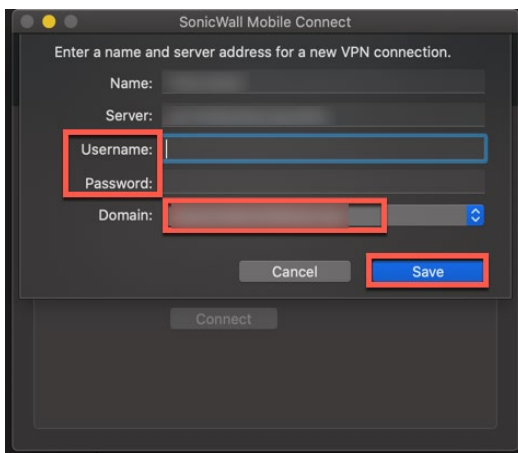 SonicWall Mobile Connect
Enter a name and server address for a new VPN connection.
Name:
Server:
Username:
Password:
Domain:
Cancel Save
Connect